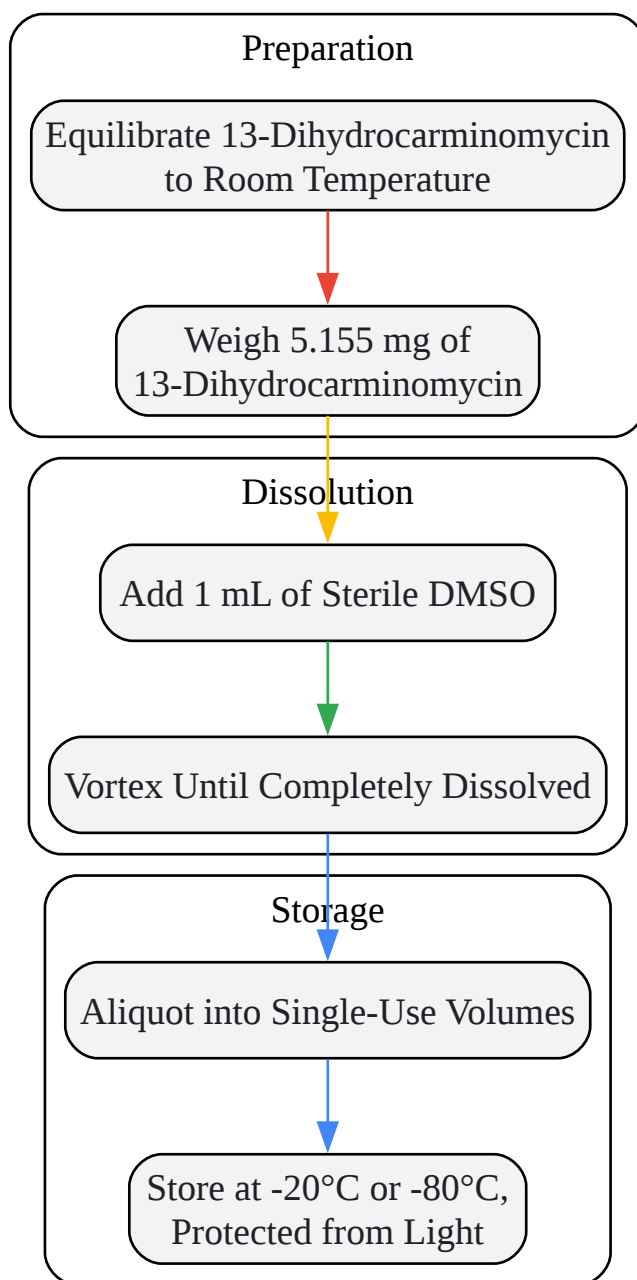 Preparation
Equilibrate 13-Dihydrocarminomycin
to Room Temperature
Weigh 5.155 mg of
13-Dihydrocarminomycin
Dissolution
Add 1 mL of Sterile DMSO
Vortex Until Completely Dissolved
Storage
Aliquot into Single-Use Volumes
Store at -20°C or -80°C,
Protected from Light